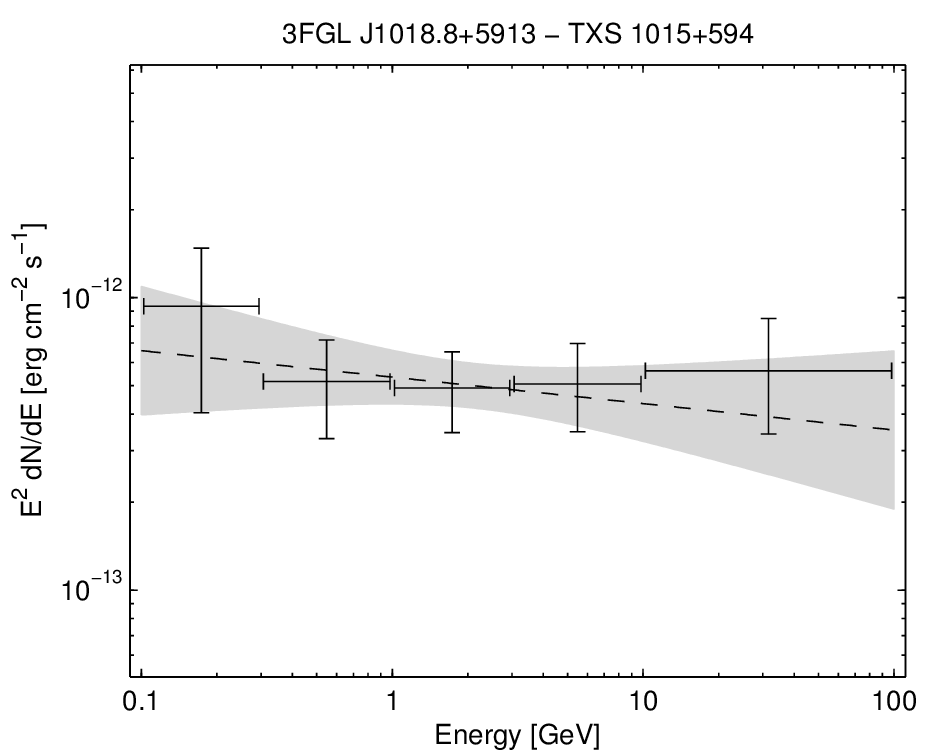 3FGL J1018.8+5913 − TXS 1015+594
E² dN/dE [erg cm⁻² s⁻¹]
10⁻¹²
10⁻¹³
0.1 1 10 100
Energy [GeV]